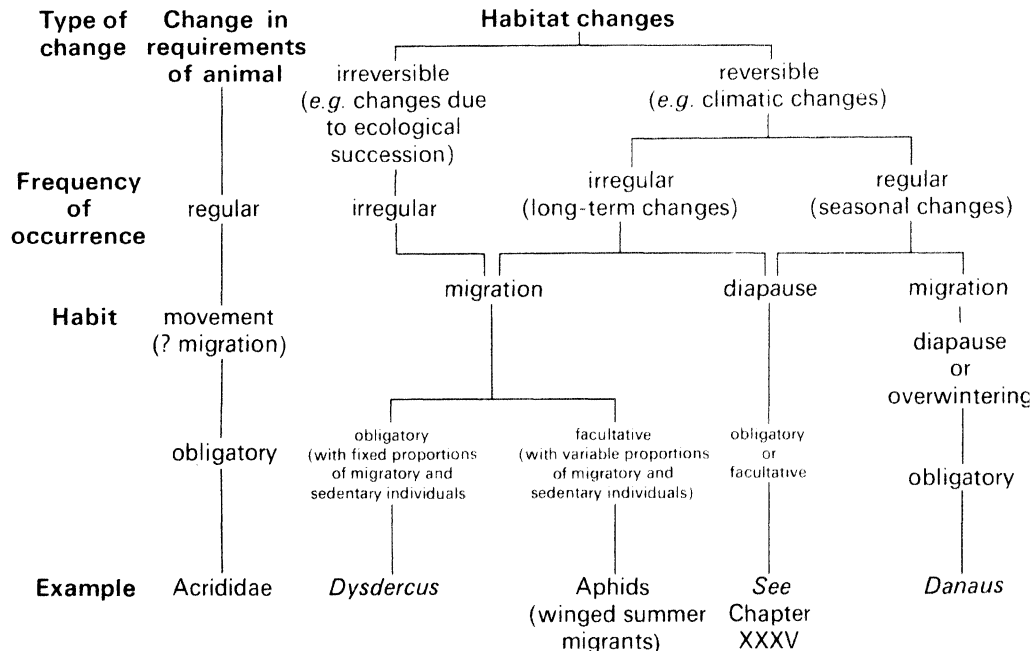 Type of change
Change in requirements of animal
Habitat changes
irreversible
(e.g. changes due
to ecological
succession)
reversible
(e.g. climatic changes)
Frequency
of
occurrence
regular
irregular
irregular
(long-term changes)
regular
(seasonal changes)
Habit
movement
(? migration)
migration
diapause
migration
diapause
or
overwintering
obligatory
obligatory
(with fixed proportions
of migratory and
sedentary individuals
facultative
(with variable proportions
of migratory and
sedentary individuals)
obligatory
or
facultative
obligatory
Example
Acrididae
Dysdercus
Aphids
(winged summer
migrants)
See
Chapter
XXXV
Danaus